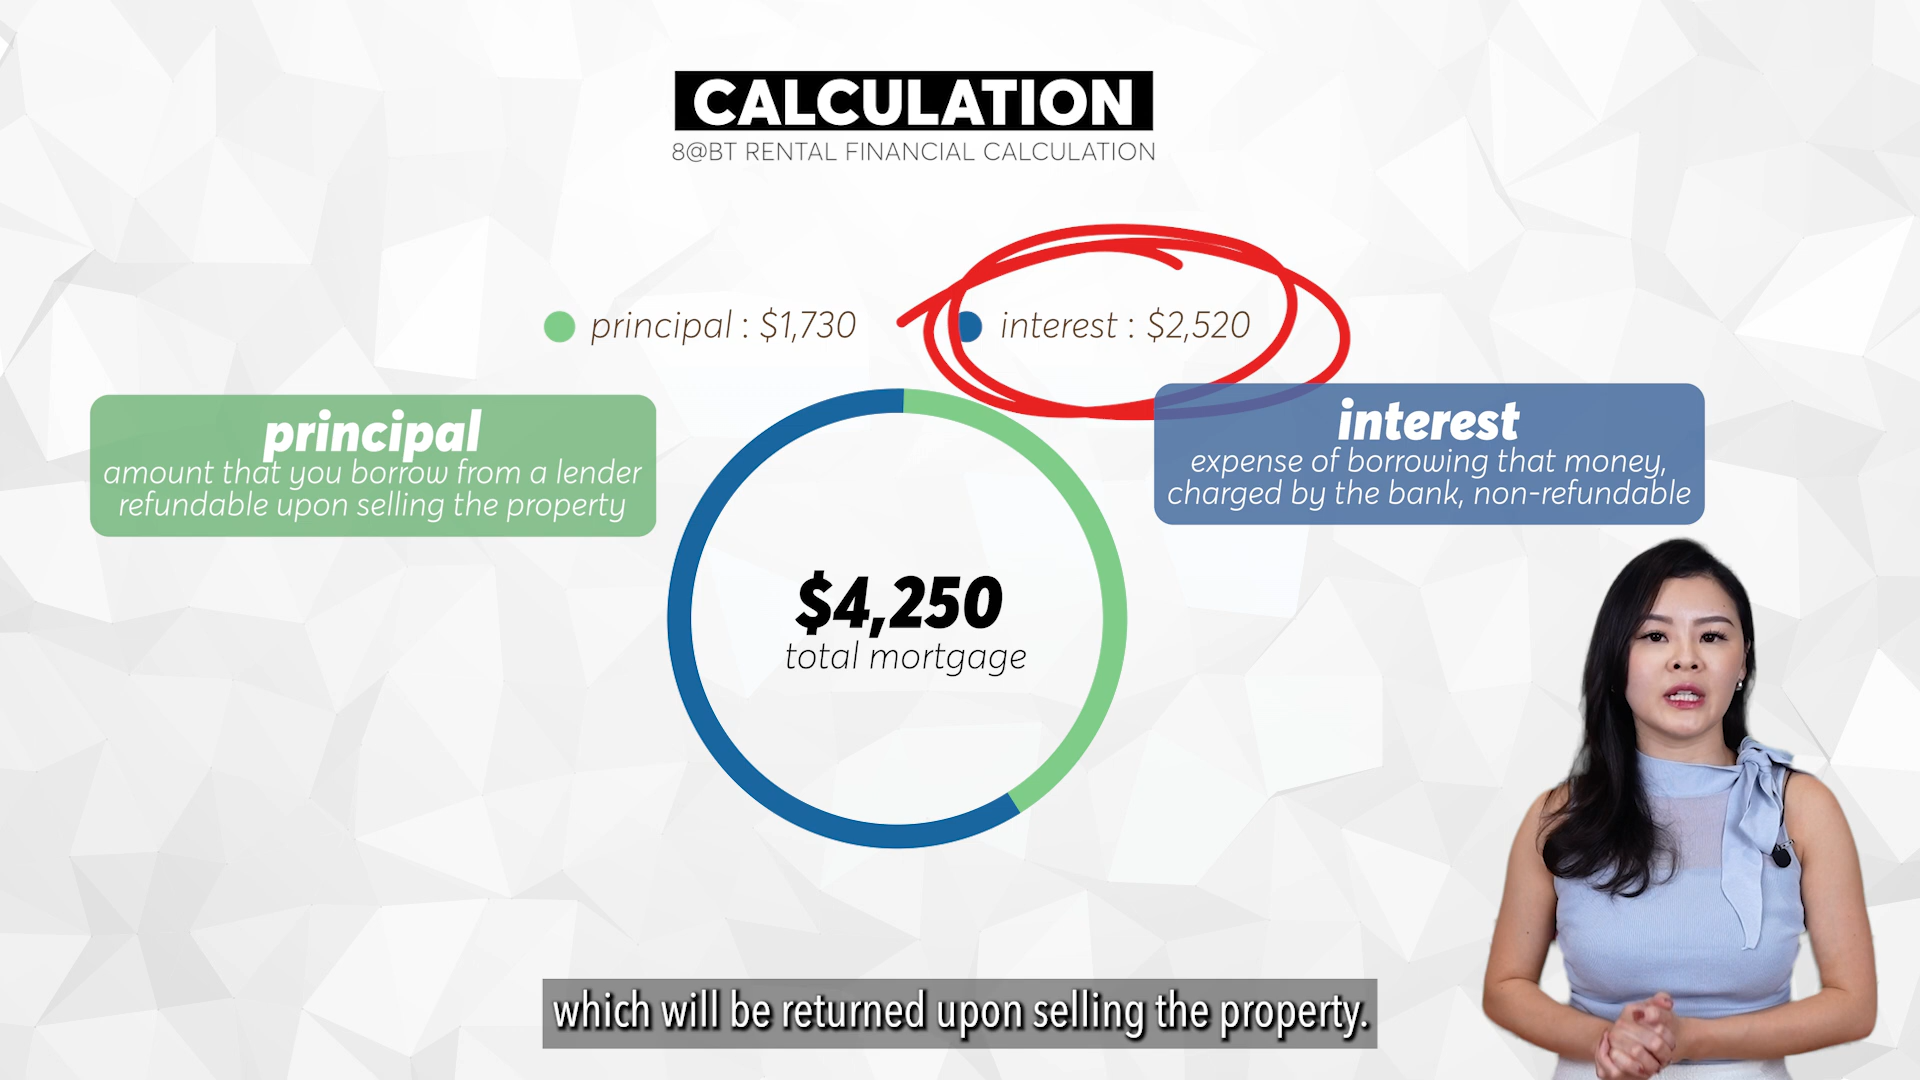 CALCULATION
8@BT RENTAL FINANCIAL CALCULATION
principal : $1,730
interest : $2,520
principal
amount that you borrow from a lender
refundable upon selling the property
interest
expense of borrowing that money,
charged by the bank, non-refundable
$4,250
total mortgage
which will be returned upon selling the property.